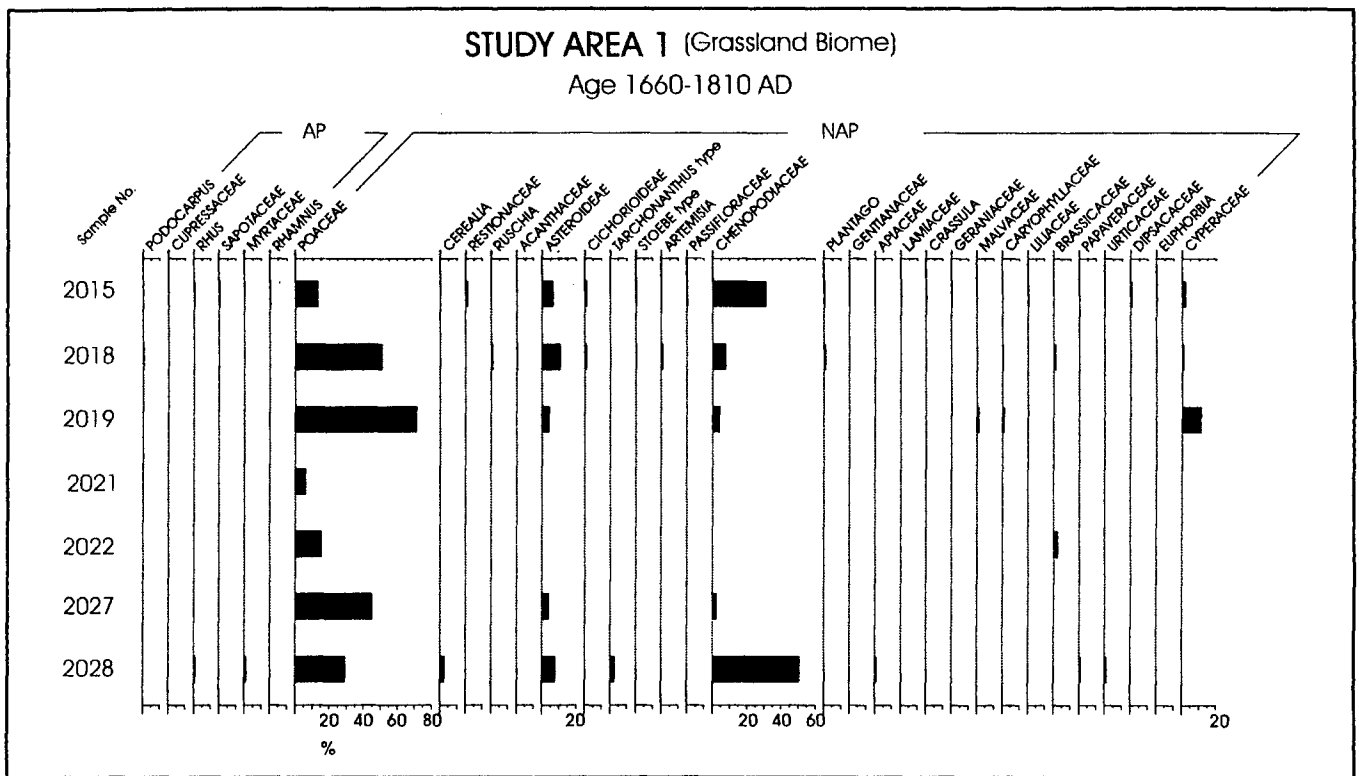 STUDY AREA 1 (Grassland Biome)
Age 1660-1810 AD
AP
NAP
Sample No.
PODOCARPUS
CUPRESSACEAE
RHUS
SAPOTACEAE
MYRTACEAE
RHAMNUS
POACEAE
CEREALIA
RESTIONACEAE
RUSCHIA
ACANTHACEAE
ASTEROIDEAE
CICHORIOIDEAE
TARCHONANTHUS type
STOEBE type
ARTEMISIA
PASSIFLORACEAE
CHENOPODIACEAE
PLANTAGO
GENTIANACEAE
APIACEAE
LAMIACEAE
CRASSULA
GERANIACEAE
MALVACEAE
CARYOPHYLLACEAE
LILIACEAE
BRASSICACEAE
PAPAVERACEAE
URTICACEAE
DIPSACACEAE
EUPHORBIA
CYPERACEAE
2015
2018
2019
2021
2022
2027
2028
20 40 60 80 20 20 40 60 20
%